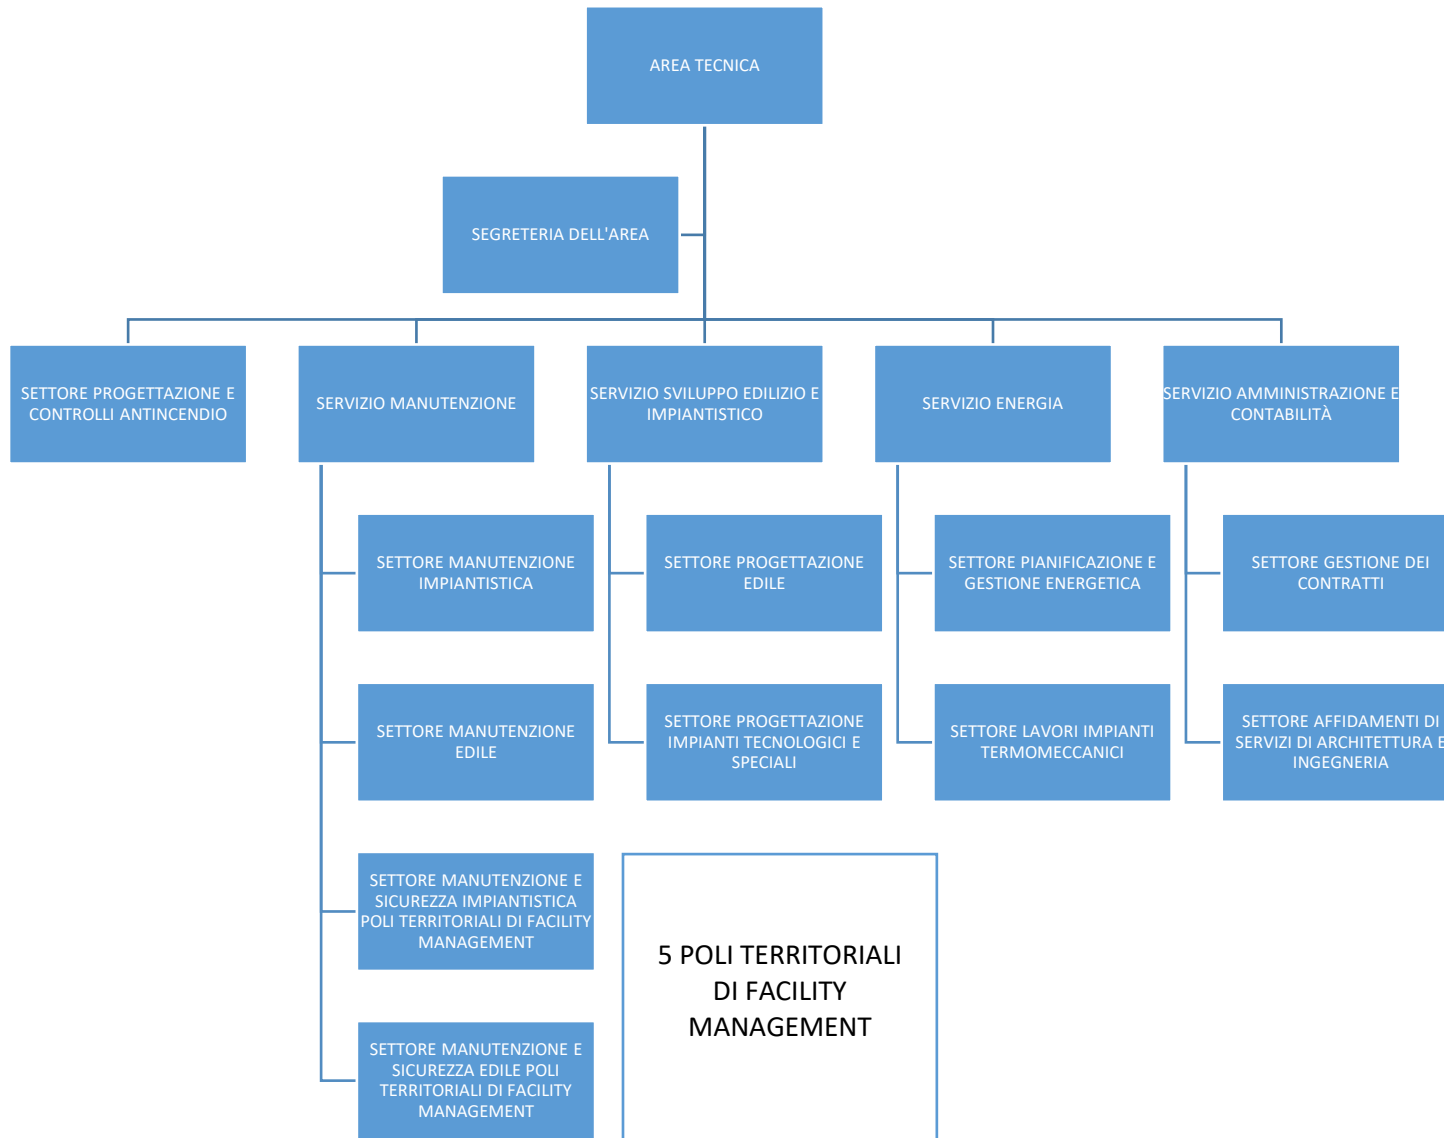 AREA TECNICA
SEGRETERIA DELL'AREA
SETTORE PROGETTAZIONE E
CONTROLLI ANTINCENDIO
SERVIZIO MANUTENZIONE
SERVIZIO SVILUPPO EDILIZIO E
IMPIANTISTICO
SERVIZIO ENERGIA
SERVIZIO AMMINISTRAZIONE E
CONTABILITÀ
SETTORE MANUTENZIONE
IMPIANTISTICA
SETTORE PROGETTAZIONE
EDILE
SETTORE PIANIFICAZIONE E
GESTIONE ENERGETICA
SETTORE GESTIONE DEI
CONTRATTI
SETTORE MANUTENZIONE
EDILE
SETTORE PROGETTAZIONE
IMPIANTI TECNOLOGICI E
SPECIALI
SETTORE LAVORI IMPIANTI
TERMOMECCANICI
SETTORE AFFIDAMENTI DI
SERVIZI DI ARCHITETTURA E
INGEGNERIA
SETTORE MANUTENZIONE E
SICUREZZA IMPIANTISTICA
POLI TERRITORIALI DI FACILITY
MANAGEMENT
5 POLI TERRITORIALI
DI FACILITY
MANAGEMENT
SETTORE MANUTENZIONE E
SICUREZZA EDILE POLI
TERRITORIALI DI FACILITY
MANAGEMENT